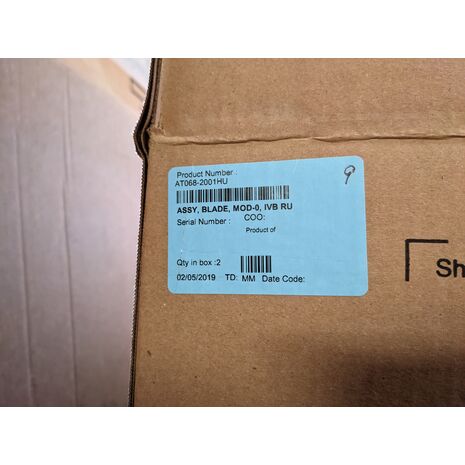 Product Number :
AT068-2001HU
ASSY, BLADE, MOD-0, IVB RU
Serial Number : COO:
Product of
Qty in box :2
02/05/2019 TD: MM Date Code:
9
Sh